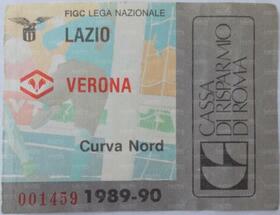 FIGC LEGA NAZIONALE
LAZIO
VERONA
Curva Nord
001459 1989-90
CASSA
DI RISPARMIO
DI ROMA